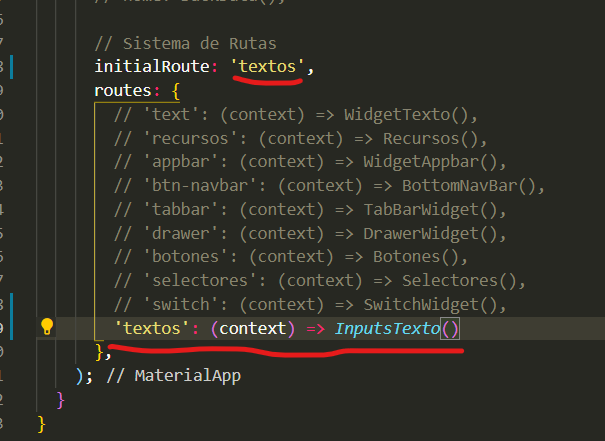 // Sistema de Rutas
initialRoute: 'textos',
routes: {
// 'text': (context) => WidgetTexto(),
// 'recursos': (context) => Recursos(),
// 'appbar': (context) => WidgetAppbar(),
// 'btn-navbar': (context) => BottomNavBar(),
// 'tabbar': (context) => TabBarWidget(),
// 'drawer': (context) => DrawerWidget(),
// 'botones': (context) => Botones(),
// 'selectores': (context) => Selectores(),
// 'switch': (context) => SwitchWidget(),
'textos': (context) => InputsTexto()
},
); // MaterialApp
}
}